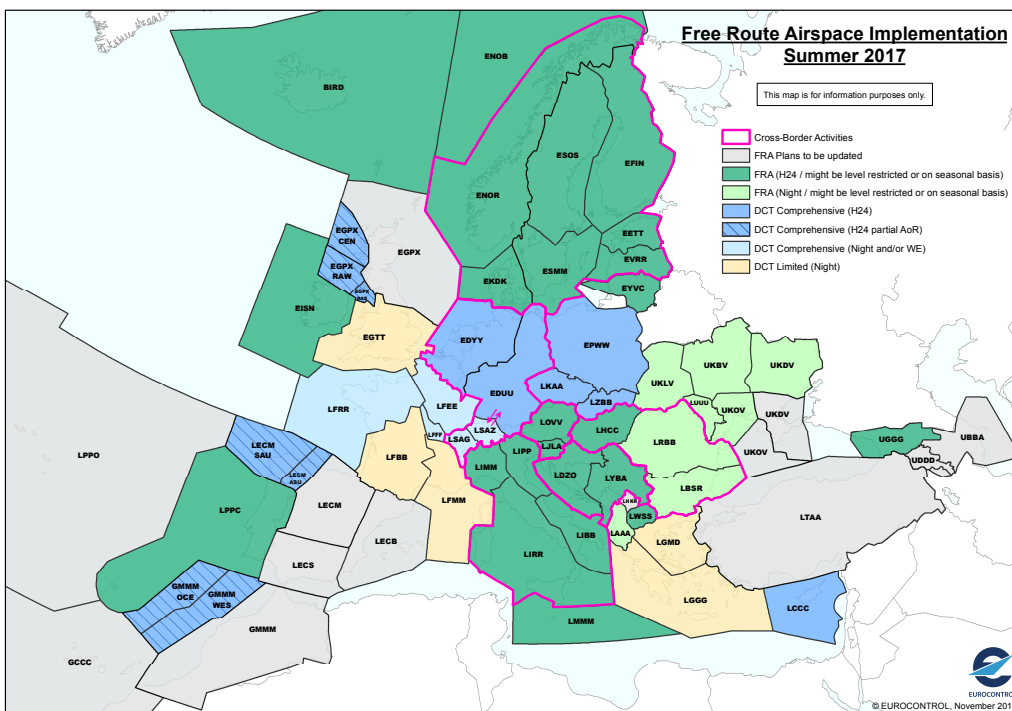 Free Route Airspace Implementation
Summer 2017
This map is for information purposes only.
Cross-Border Activities
FRA Plans to be updated
FRA (H24 / might be level restricted or on seasonal basis)
FRA (Night / might be level restricted or on seasonal basis)
DCT Comprehensive (H24)
DCT Comprehensive (H24 partial AoR)
DCT Comprehensive (Night and/or WE)
DCT Limited (Night)
ENOB
BIRD
ESOS
EFIN
ENOR
EETT
EGPX
CEN
EGPX
EVRR
EGPX
RAW
ESMM
EKDK
EYVC
EISN
EGTT
EDYY
EPWW
UKBV
UKDV
UKLV
LKAA
EDUU
LZBB
LUUU
UKOV
UKDV
LFRR
LFEE
LOVV
LSAZ
LHCC
LFFF
LSAG
LRBB
UKOV
UGGG
UBBA
LECM
SAU
LJLA
LIPP
LIMM
UDDD
LPPO
LFBB
LECM
ASU
LDZO
LYBA
LBSR
LFMM
LECM
LPPC
LWSS
LTAA
LAAA
LIBB
LECB
LGMD
LIRR
LECS
GMMM
OCE
GMMM
WES
LGGG
LCCC
LMMM
GMMM
GCCC
EUROCONTROL